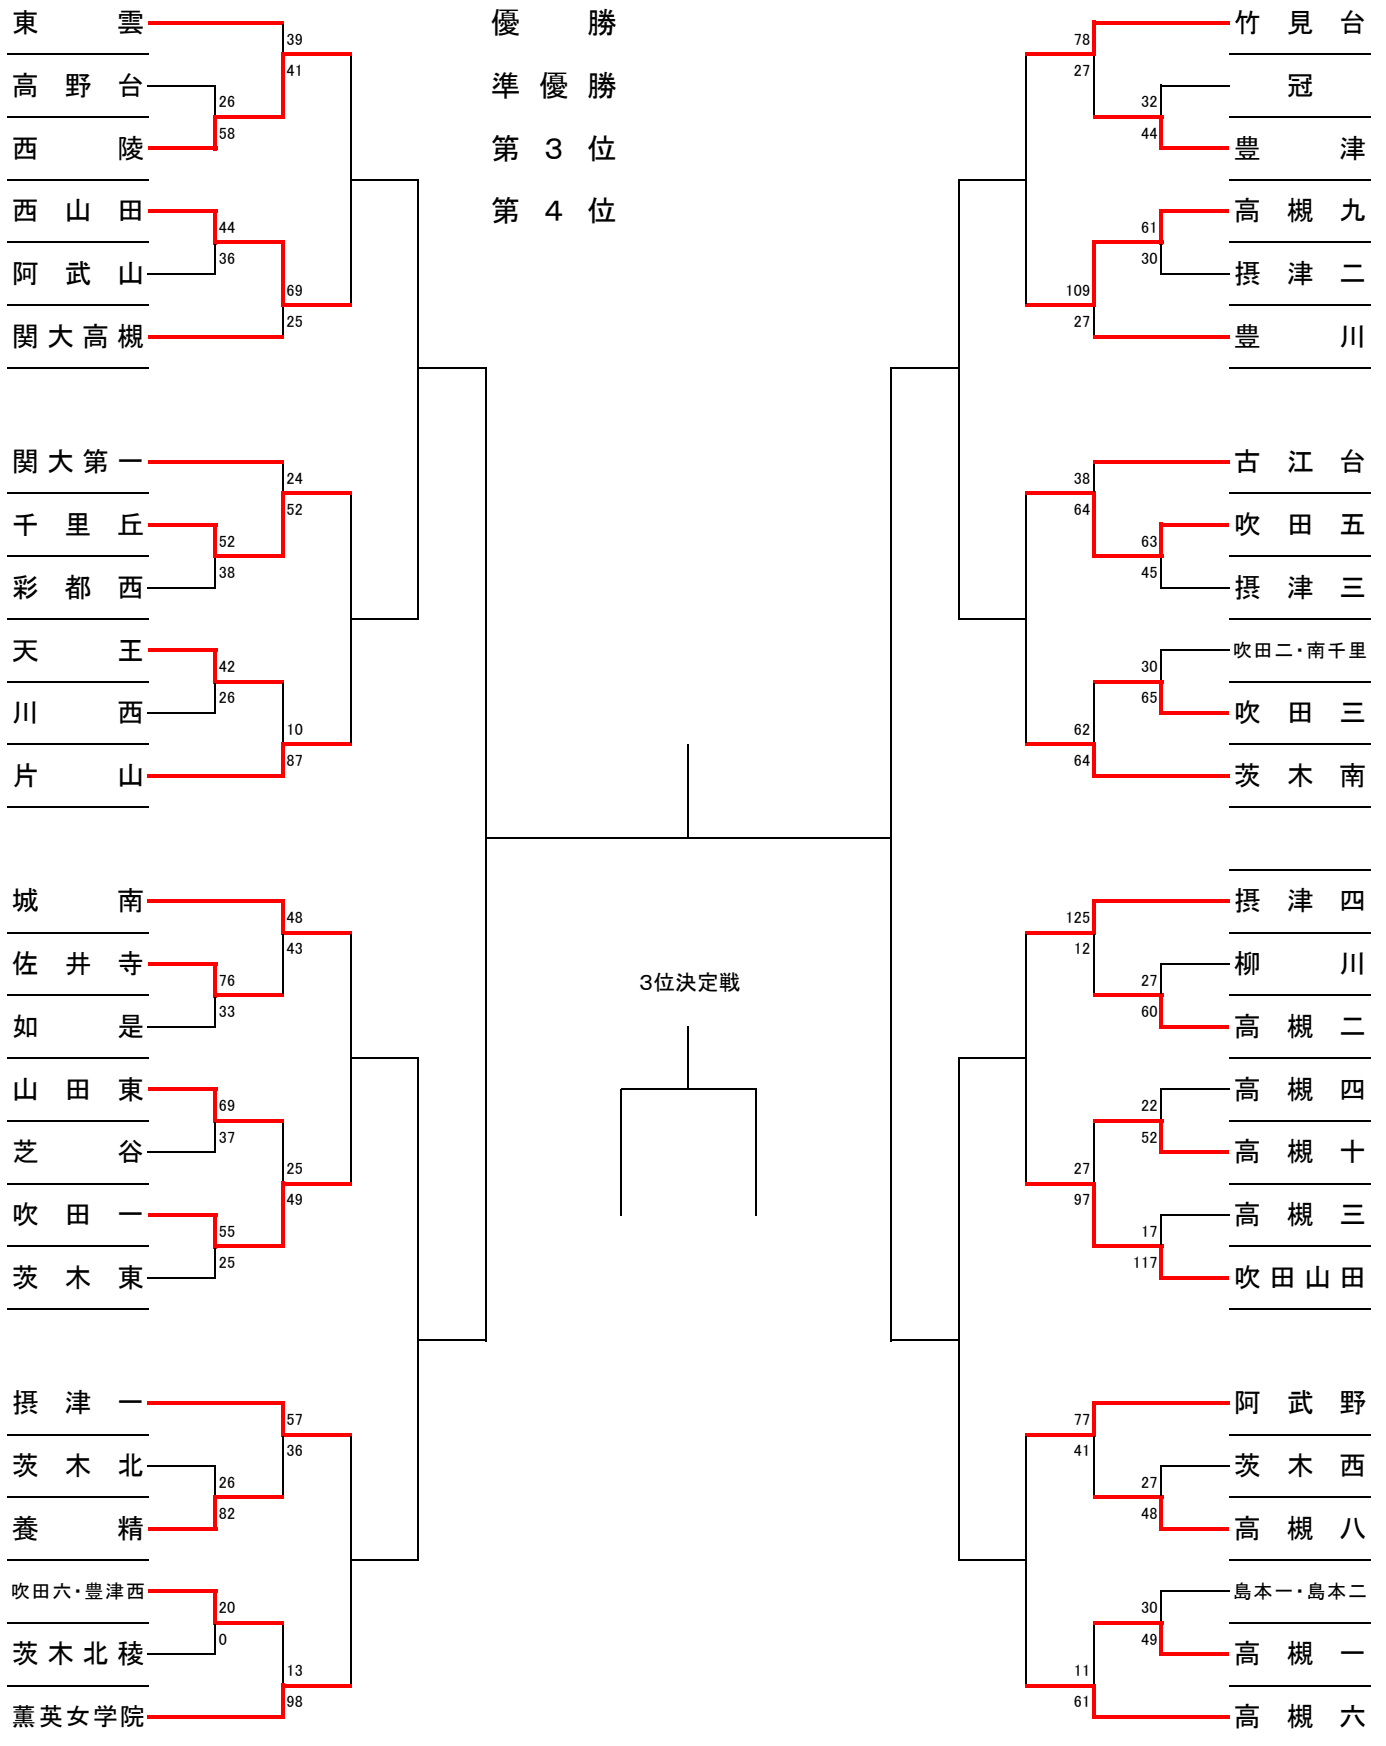 東雲
39
41
高野台
26
58
西陵
西山田
44
36
阿武山
69
25
関大高槻
関大第一
24
52
千里丘
52
38
彩都西
天王
42
26
川西
10
87
片山
城南
48
43
佐井寺
76
33
如是
山田東
69
37
芝谷
25
49
吹田一
55
25
茨木東
摂津一
57
36
茨木北
26
82
養精
吹田六・豊津西
20
0
茨木北稜
13
98
薫英女学院
優勝
準優勝
第3位
第4位
3位決定戦
竹見台
78
27
冠
32
44
豊津
高槻九
61
30
摂津二
109
27
豊川
古江台
38
64
吹田五
63
45
摂津三
吹田二・南千里
30
65
吹田三
62
64
茨木南
摂津四
125
12
柳川
27
60
高槻二
高槻四
22
52
高槻十
27
97
高槻三
17
117
吹田山田
阿武野
77
41
茨木西
27
48
高槻八
島本一・島本二
30
49
高槻一
11
61
高槻六